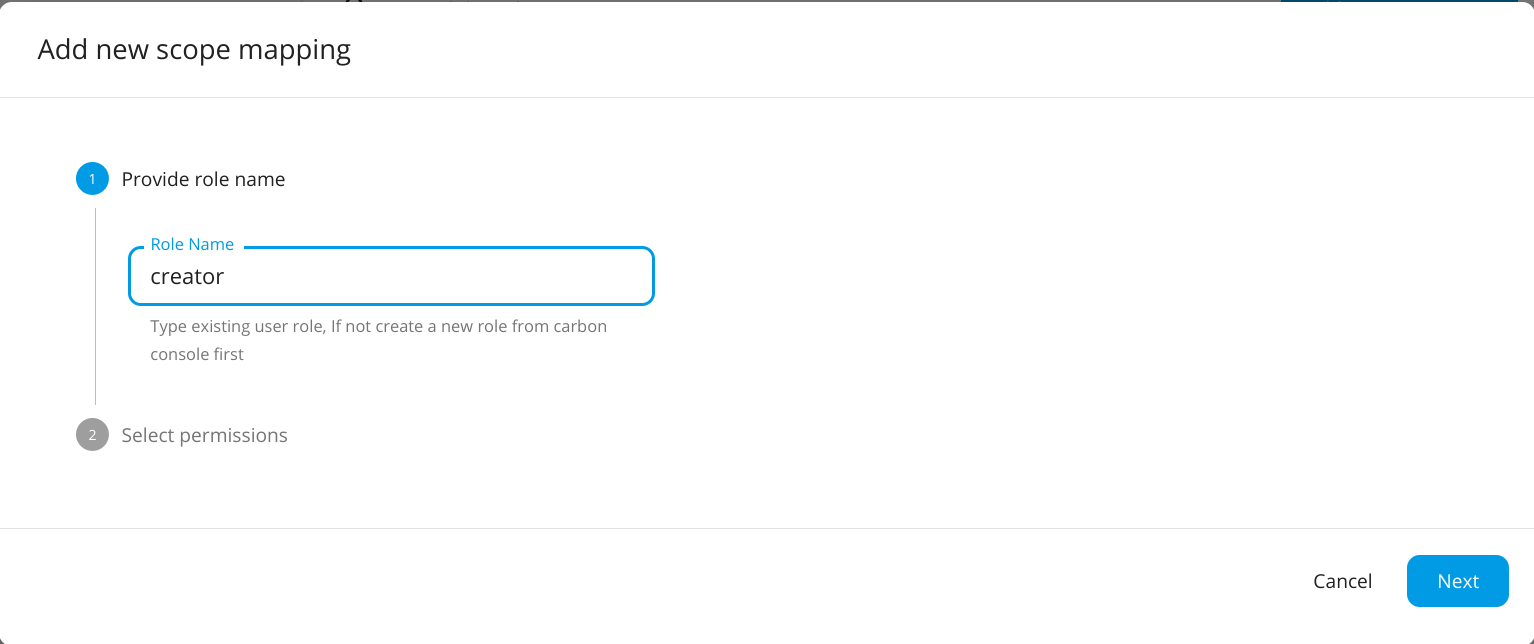 Add new scope mapping
1 Provide role name
Role Name
creator
Type existing user role, If not create a new role from carbon
console first
2 Select permissions
Cancel Next